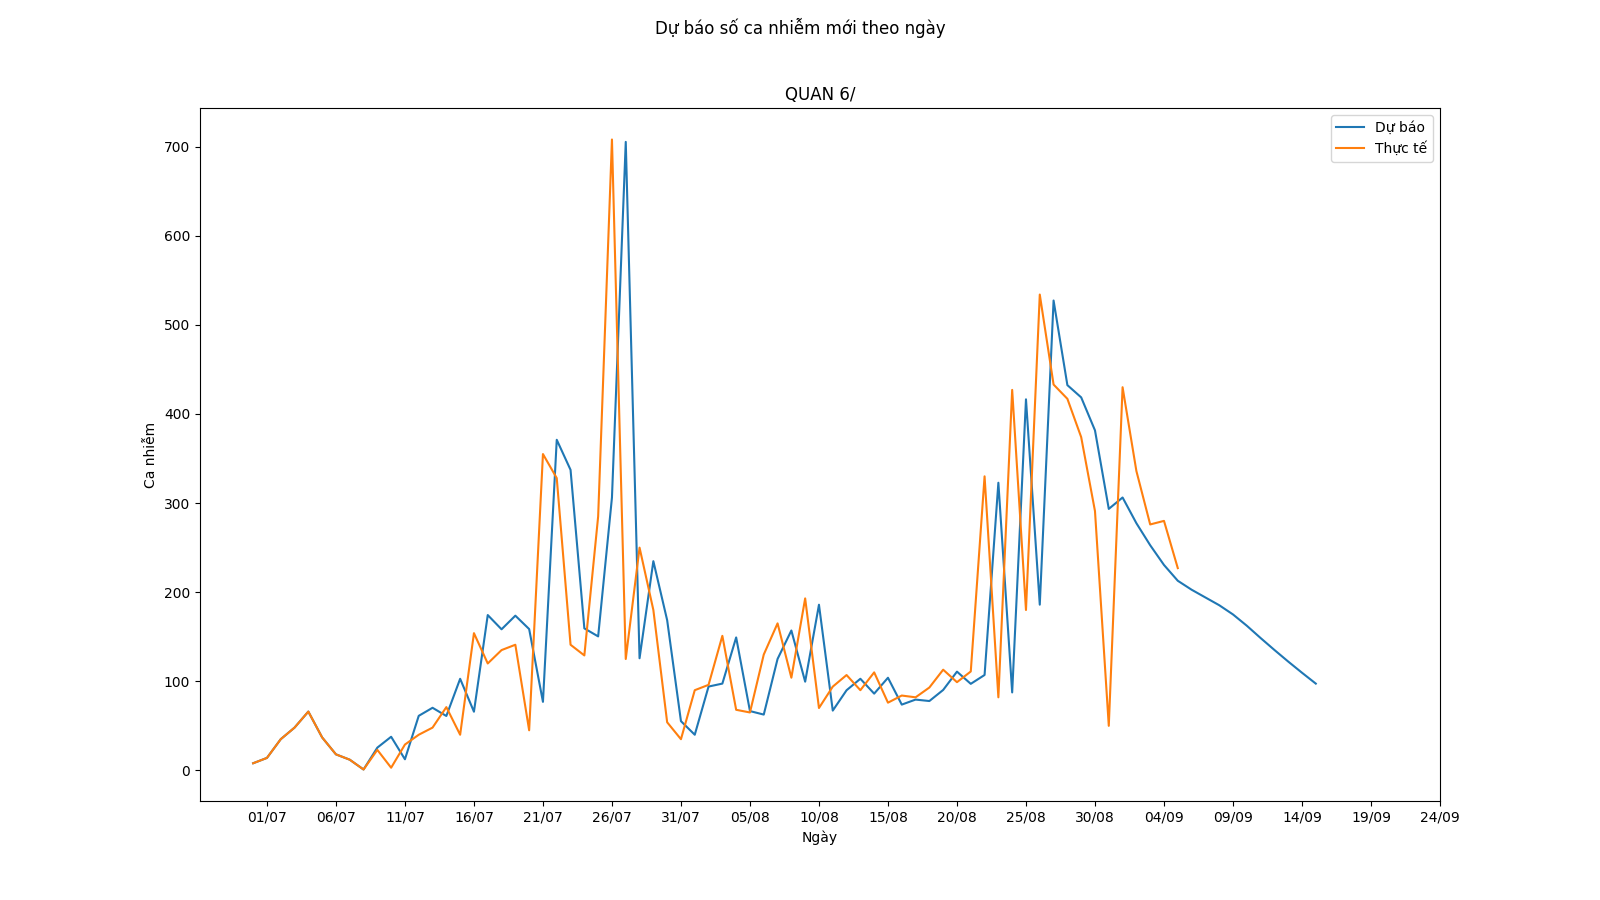 Dự báo số ca nhiễm mới theo ngày
QUAN 6/
Dự báo
Thực tế
700
600
500
400
300
200
100
0
Ca nhiễm
01/07 06/07 11/07 16/07 21/07 26/07 31/07 05/08 10/08 15/08 20/08 25/08 30/08 04/09 09/09 14/09 19/09 24/09
Ngày